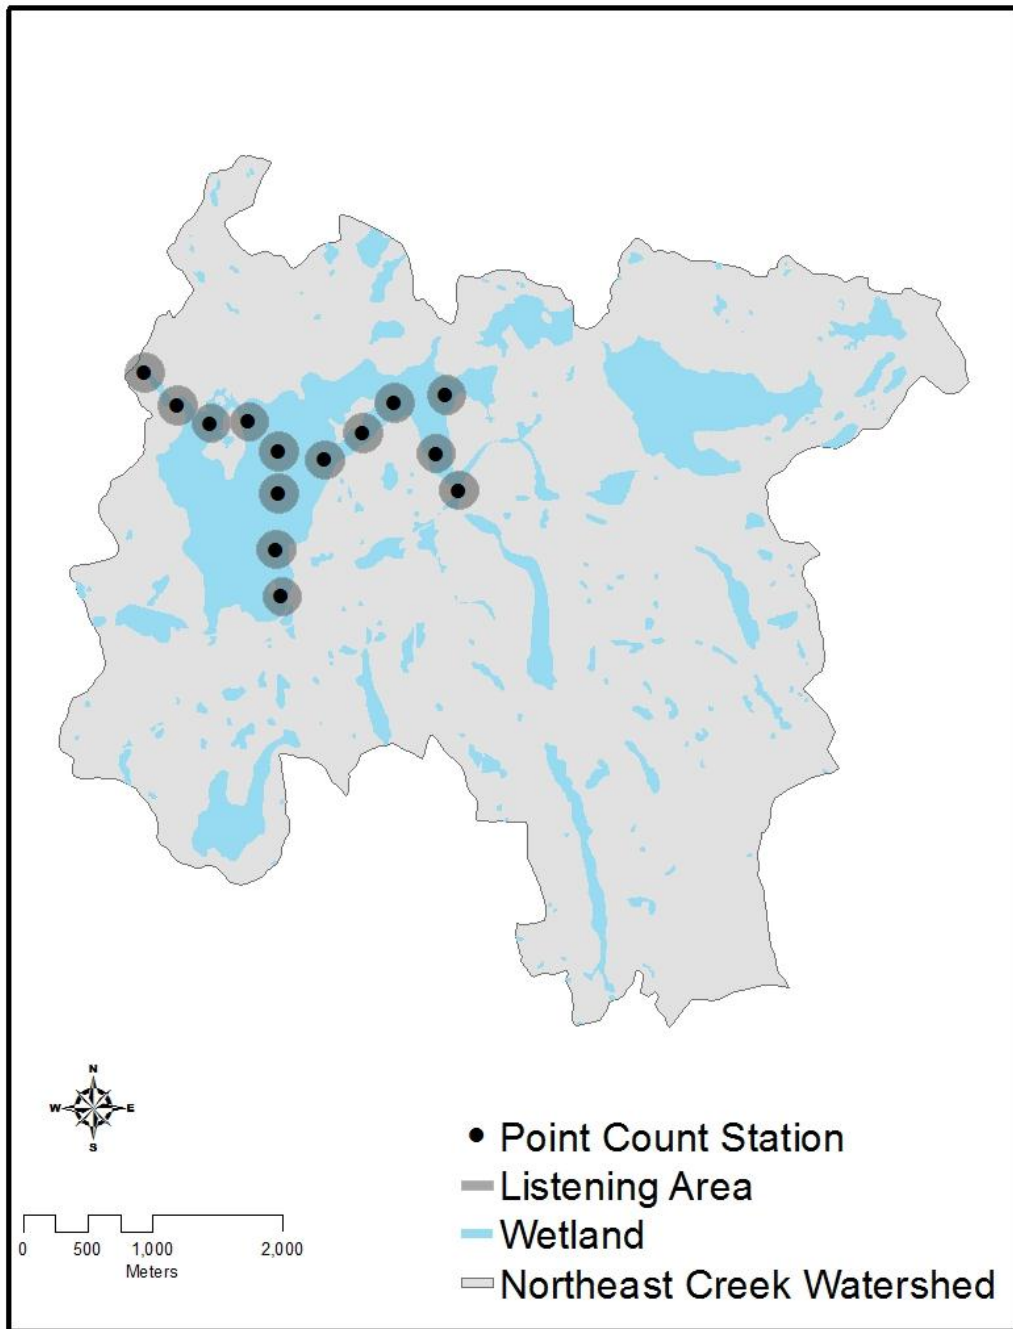 N
W E
S
0 500 1,000 2,000
Meters
Point Count Station
Listening Area
Wetland
Northeast Creek Watershed